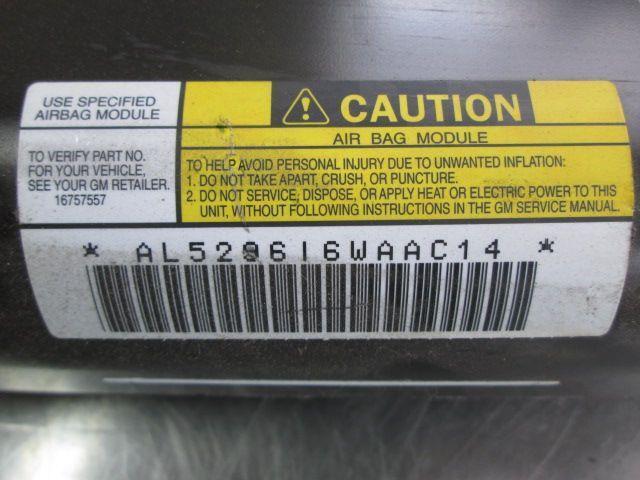 USE SPECIFIED
AIRBAG MODULE
TO VERIFY PART NO.
FOR YOUR VEHICLE,
SEE YOUR GM RETAILER.
16757557
CAUTION
AIR BAG MODULE
TO HELP AVOID PERSONAL INJURY DUE TO UNWANTED INFLATION:
1. DO NOT TAKE APART, CRUSH, OR PUNCTURE.
2. DO NOT SERVICE, DISPOSE, OR APPLY HEAT OR ELECTRIC POWER TO THIS
UNIT, WITHOUT FOLLOWING INSTRUCTIONS IN THE GM SERVICE MANUAL.
* AL529616WAAC14 *